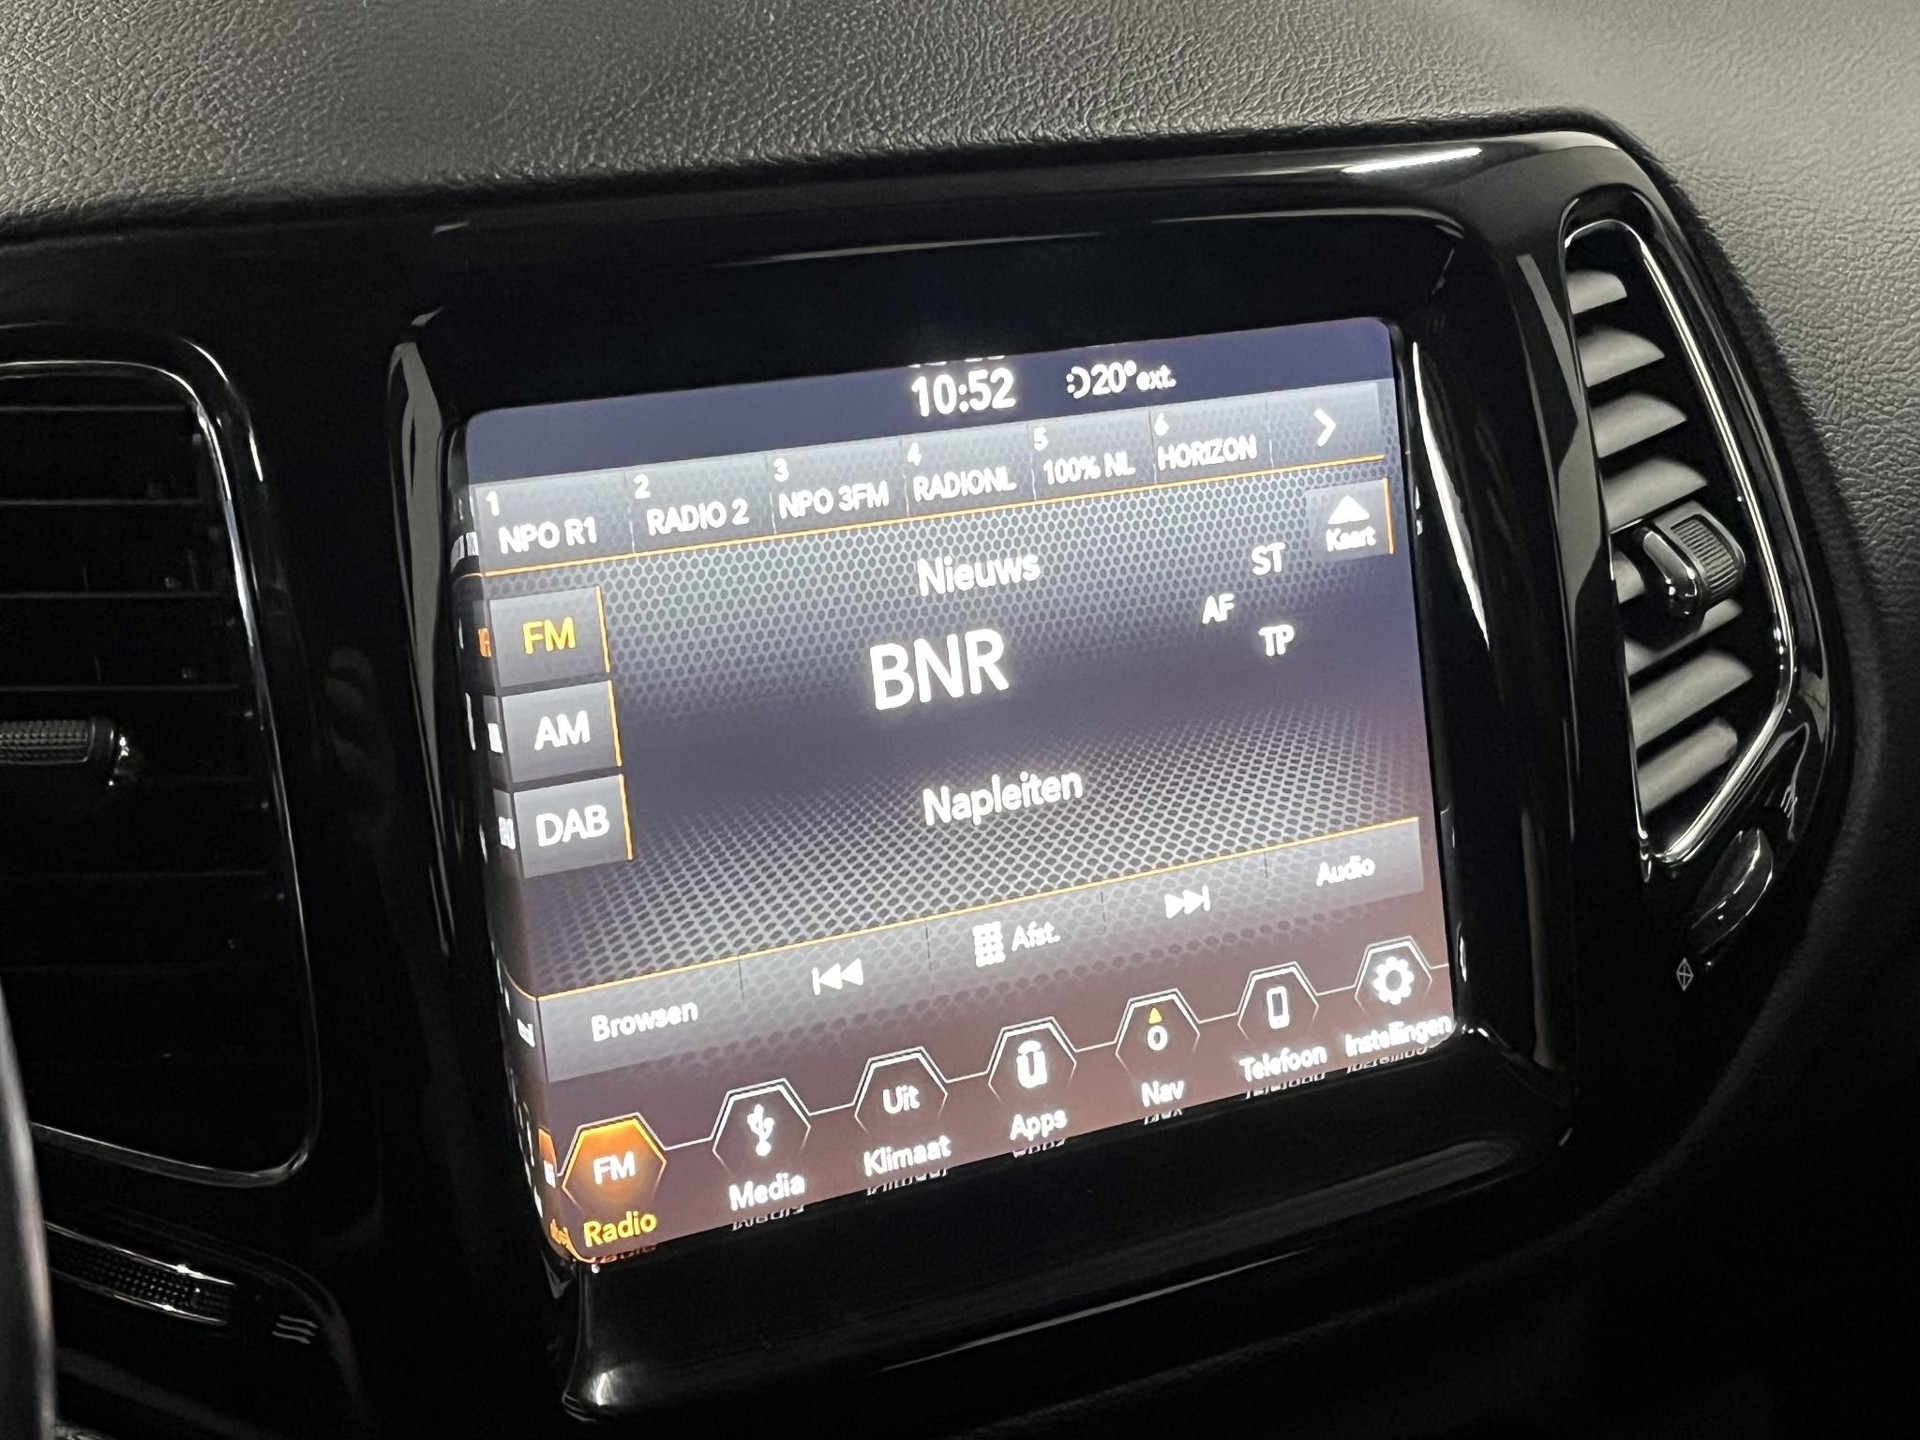 10:52 20° ext.
1 NPO R1
2 RADIO 2
3 NPO 3FM
4 RADIONL
5 100% NL
6 HORIZON
Kaart
Nieuws
ST
AF
TP
FM
BNR
AM
DAB
Napleiten
Browsen
Afst.
Audio
FM
Radio
Media
Uit
Klimaat
Apps
Nav
Telefoon
Instellingen